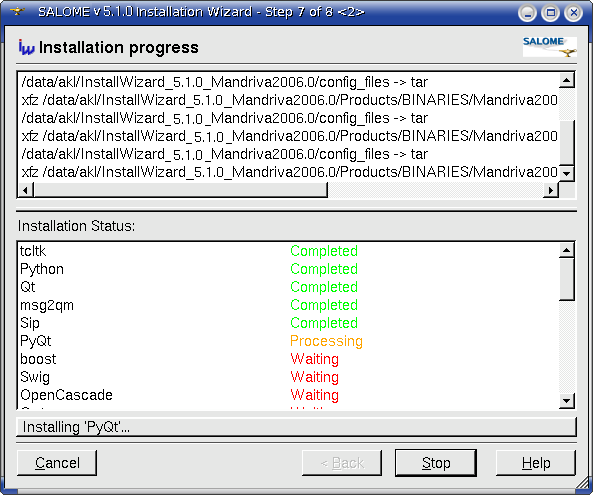 SALOME v 5.1.0 Installation Wizard - Step 7 of 8 <2>
Installation progress
SALOME
/data/akl/InstallWizard_5.1.0_Mandriva2006.0/config_files -> tar
xfz /data/akl/InstallWizard_5.1.0_Mandriva2006.0/Products/BINARIES/Mandriva200
/data/akl/InstallWizard_5.1.0_Mandriva2006.0/config_files -> tar
xfz /data/akl/InstallWizard_5.1.0_Mandriva2006.0/Products/BINARIES/Mandriva200
/data/akl/InstallWizard_5.1.0_Mandriva2006.0/config_files -> tar
xfz /data/akl/InstallWizard_5.1.0_Mandriva2006.0/Products/BINARIES/Mandriva200
Installation Status:
tcltk Completed
Python Completed
Qt Completed
msg2qm Completed
Sip Completed
PyQt Processing
boost Waiting
Swig Waiting
OpenCascade Waiting
Installing 'PyQt'...
Cancel < Back Stop Help